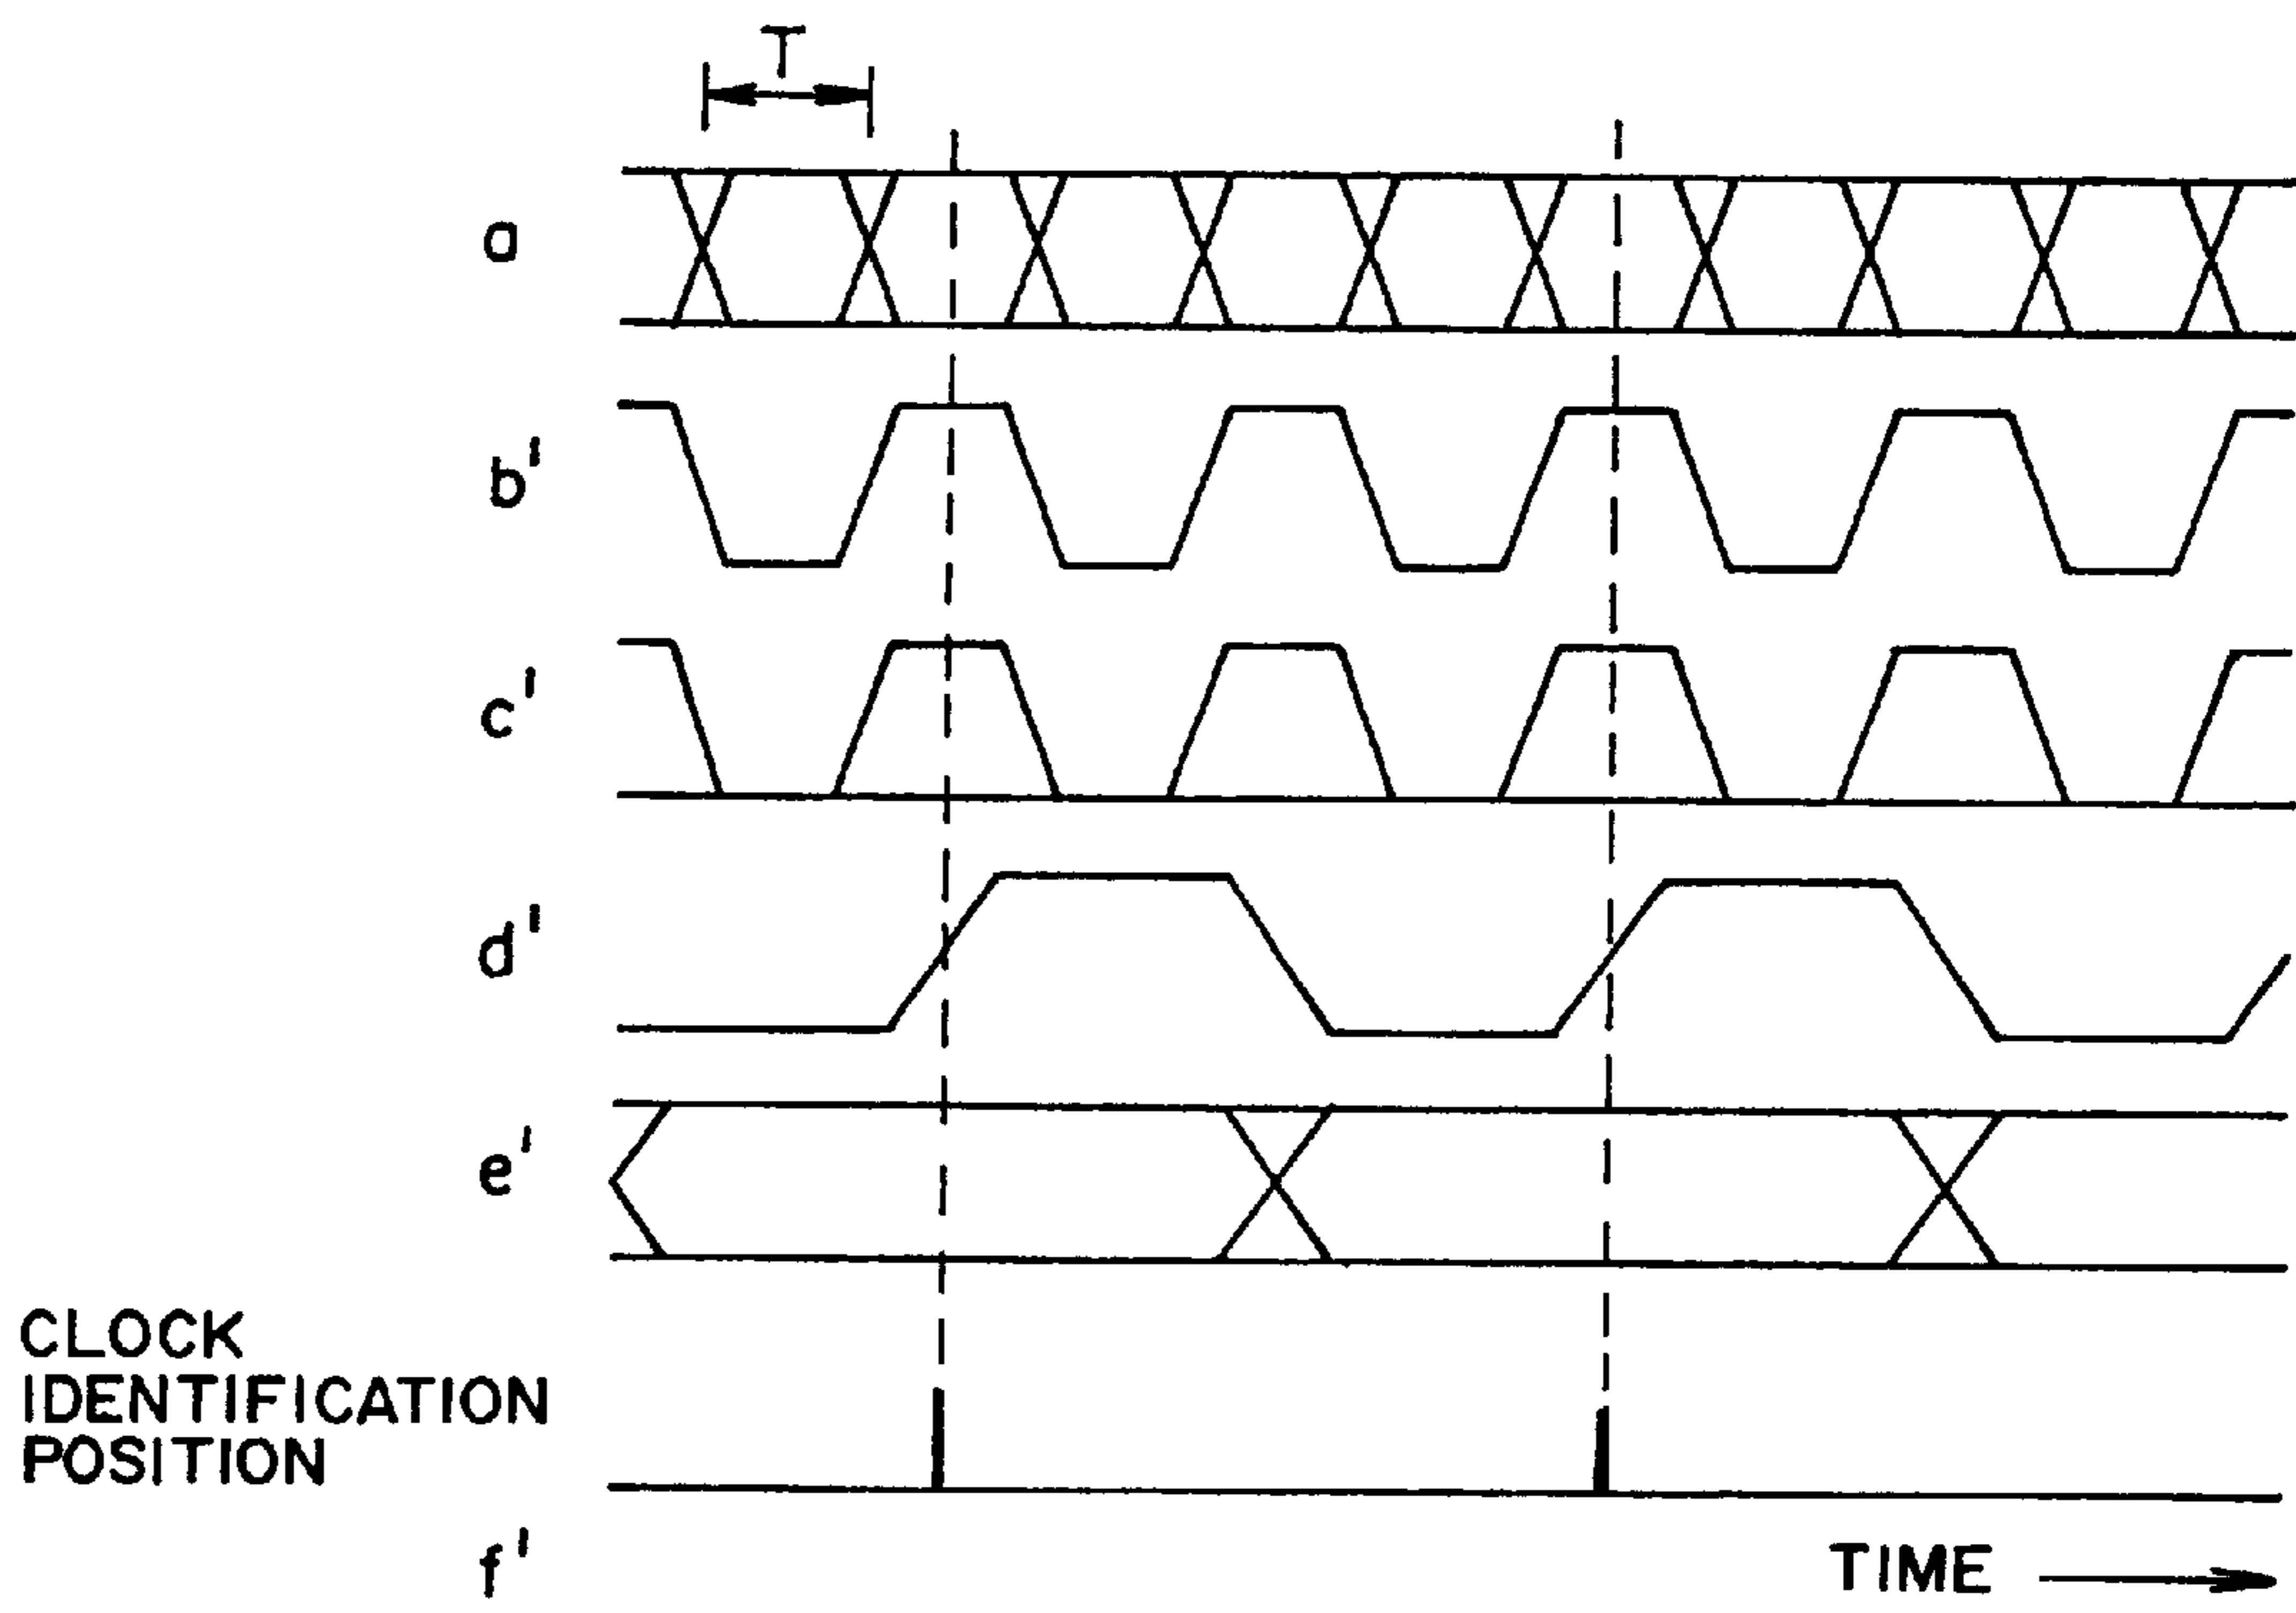 T
a
b'
c'
d'
e'
CLOCK
IDENTIFICATION
POSITION
f'
TIME